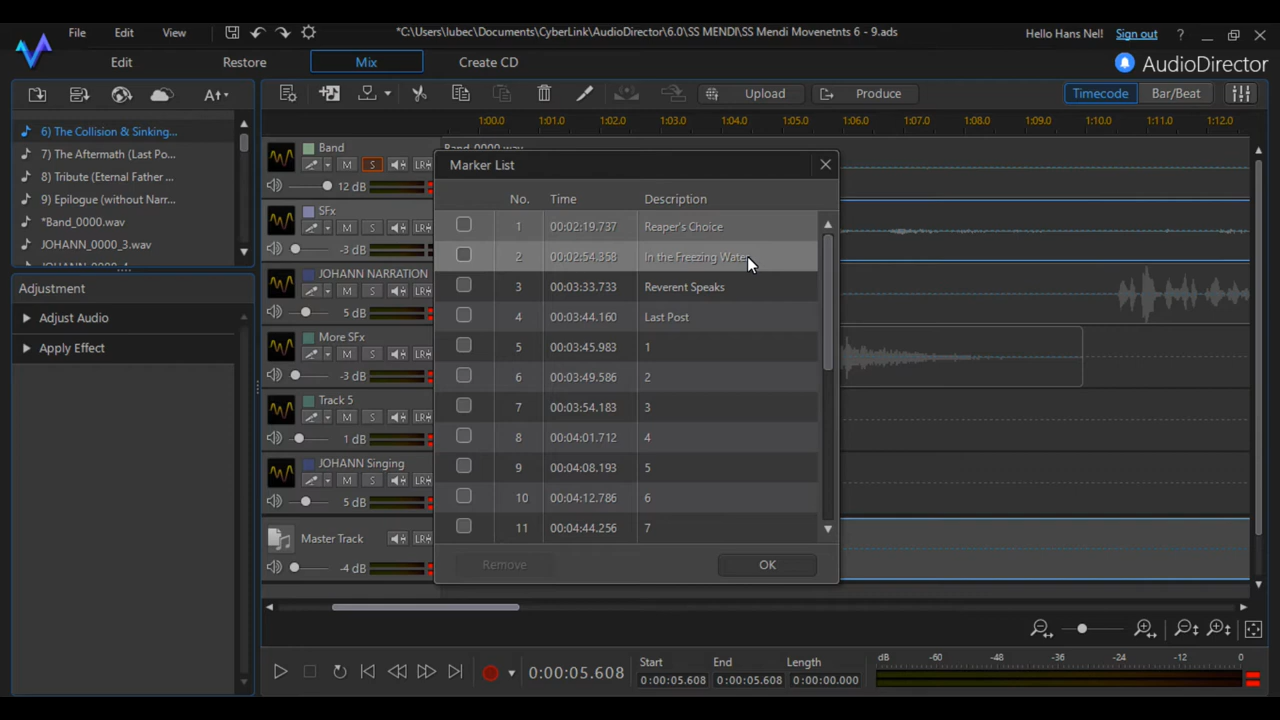 File Edit View *C:\Users\lubec\Documents\CyberLink\AudioDirector\6.0\SS MENDI\SS Mendi Movenetnts 6 - 9.ads Hello Hans Nel! Sign out ?
Edit Restore Mix Create CD AudioDirector
A Upload Produce Timecode Bar/Beat
6) The Collision & Sinking...
7) The Aftermath (Last Po...
8) Tribute (Eternal Father ...
9) Epilogue (without Narr...
*Band_0000.wav
JOHANN_0000_3.wav
Adjustment
Adjust Audio
Apply Effect
1:00.0 1:01.0 1:02.0 1:03.0 1:04.0 1:05.0 1:06.0 1:07.0 1:08.0 1:09.0 1:10.0 1:11.0 1:12.0
Band
M S LR
12 dB
SFx
M S LR
-3 dB
JOHANN NARRATION
M S LR
5 dB
More SFx
M S LR
-3 dB
Track 5
M S LR
1 dB
JOHANN Singing
M S LR
5 dB
Master Track LR
-4 dB
Marker List
No. Time Description
1 00:02:19.737 Reaper's Choice
2 00:02:54.358 In the Freezing Water
3 00:03:33.733 Reverent Speaks
4 00:03:44.160 Last Post
5 00:03:45.983 1
6 00:03:49.586 2
7 00:03:54.183 3
8 00:04:01.712 4
9 00:04:08.193 5
10 00:04:12.786 6
11 00:04:44.256 7
Remove OK
0:00:05.608
Start End Length
0:00:05.608 0:00:05.608 0:00:00.000
dB -60 -48 -36 -24 -12 0